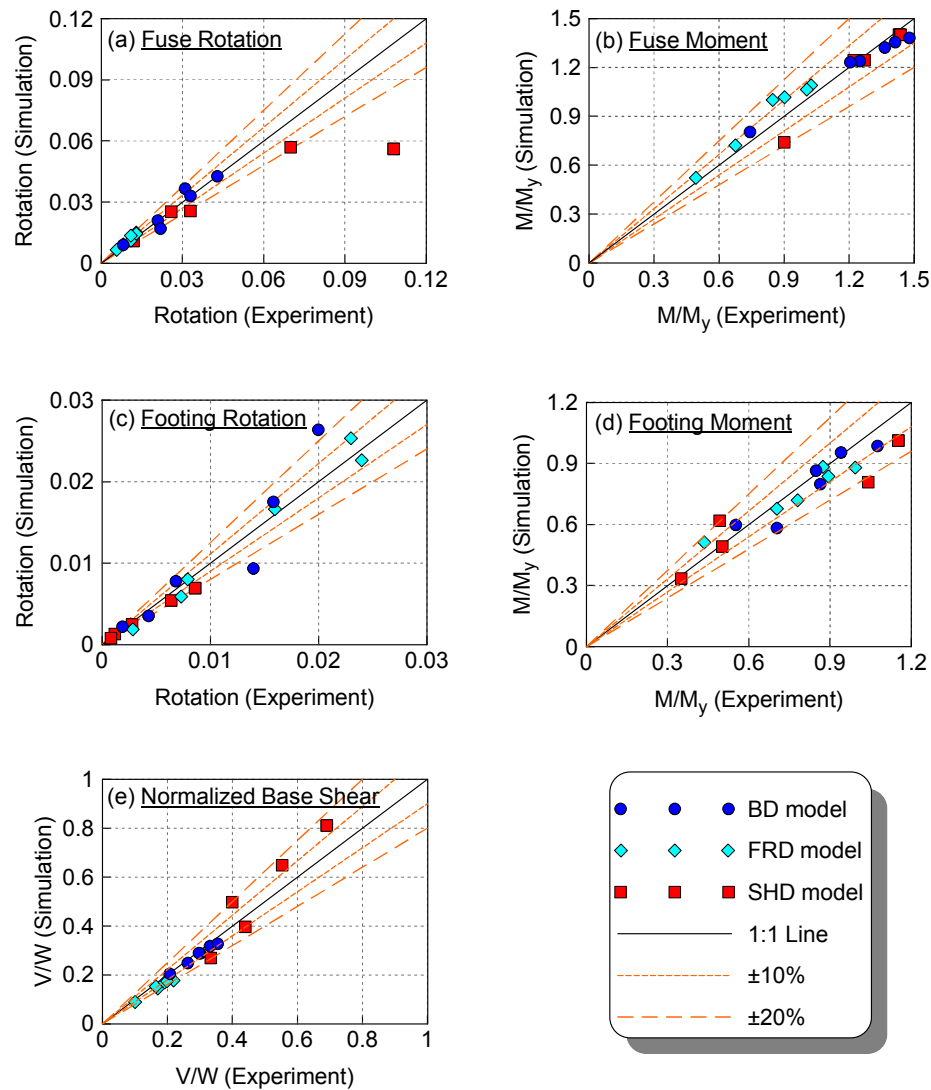 (a) Fuse Rotation
0.12
0.09
0.06
0.03
0
Rotation (Simulation)
0 0.03 0.06 0.09 0.12
Rotation (Experiment)
(b) Fuse Moment
1.5
1.2
0.9
0.6
0.3
0
M/My (Simulation)
0 0.3 0.6 0.9 1.2 1.5
M/My (Experiment)
(c) Footing Rotation
0.03
0.02
0.01
0
Rotation (Simulation)
0 0.01 0.02 0.03
Rotation (Experiment)
(d) Footing Moment
1.2
0.9
0.6
0.3
0
M/My (Simulation)
0 0.3 0.6 0.9 1.2
M/My (Experiment)
(e) Normalized Base Shear
1
0.8
0.6
0.4
0.2
0
V/W (Simulation)
0 0.2 0.4 0.6 0.8 1
V/W (Experiment)
BD model
FRD model
SHD model
1:1 Line
±10%
±20%